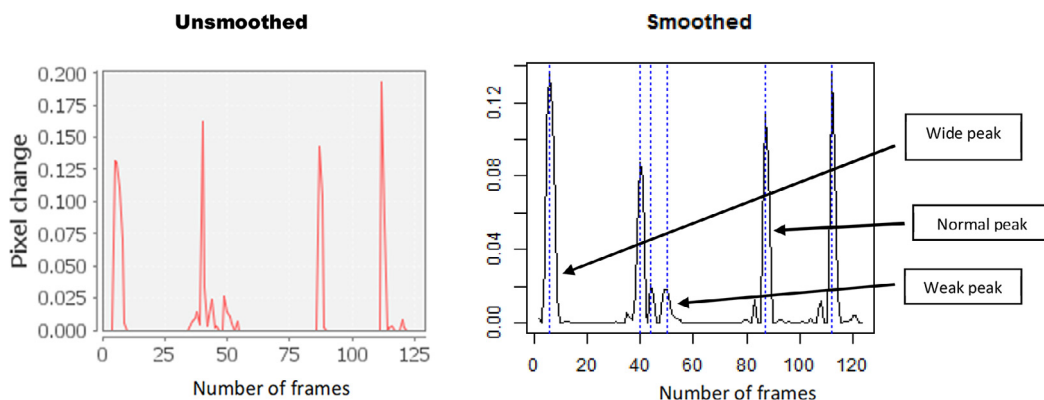 Unsmoothed
0.200
0.175
0.150
0.125
0.100
0.075
0.050
0.025
0.000
Pixel change
0 25 50 75 100 125
Number of frames
Smoothed
0.12
0.08
0.04
0.00
0 20 40 60 80 100 120
Number of frames
Wide peak
Normal peak
Weak peak